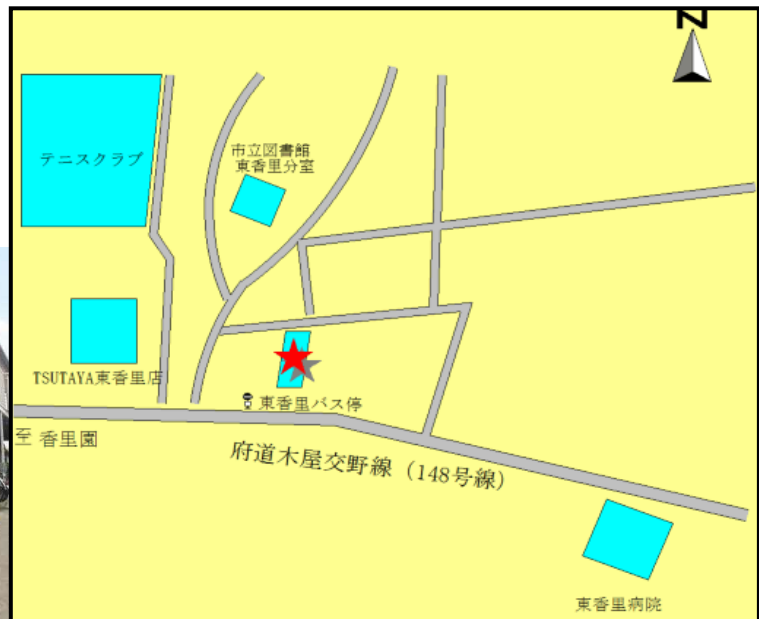 N
テニスクラブ
市立図書館
東香里分室
TSUTAYA東香里店
東香里バス停
至 香里園
府道木屋交野線（148号線）
東香里病院